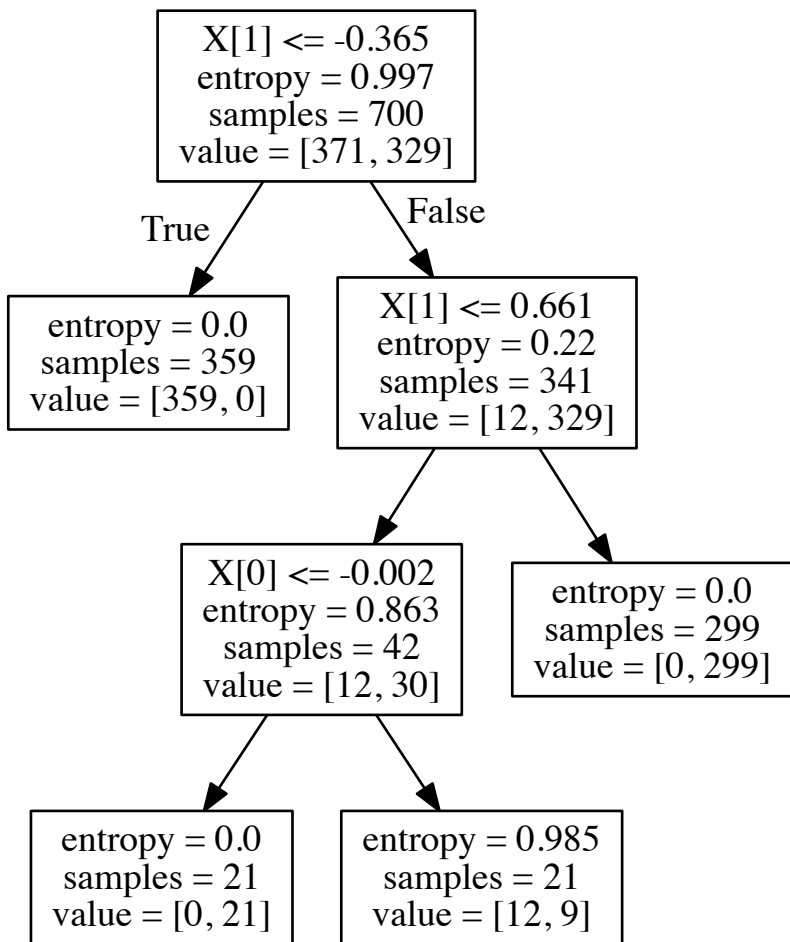 X[1] <= -0.365
entropy = 0.997
samples = 700
value = [371, 329]
True
False
entropy = 0.0
samples = 359
value = [359, 0]
X[1] <= 0.661
entropy = 0.22
samples = 341
value = [12, 329]
X[0] <= -0.002
entropy = 0.863
samples = 42
value = [12, 30]
entropy = 0.0
samples = 299
value = [0, 299]
entropy = 0.0
samples = 21
value = [0, 21]
entropy = 0.985
samples = 21
value = [12, 9]